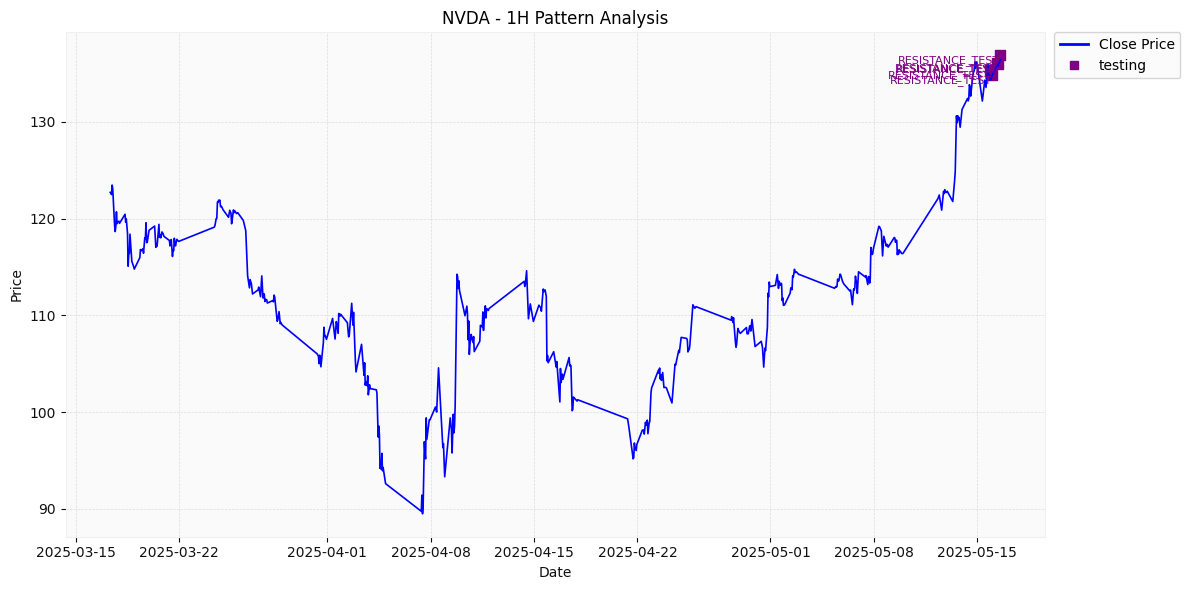 NVDA - 1H Pattern Analysis
Close Price
testing
RESISTANCE_TEST
RESISTANCE_TEST
RESISTANCE_TEST
RESISTANCE_TEST
Price
130
120
110
100
90
2025-03-15
2025-03-22
2025-04-01
2025-04-08
2025-04-15
2025-04-22
2025-05-01
2025-05-08
2025-05-15
Date